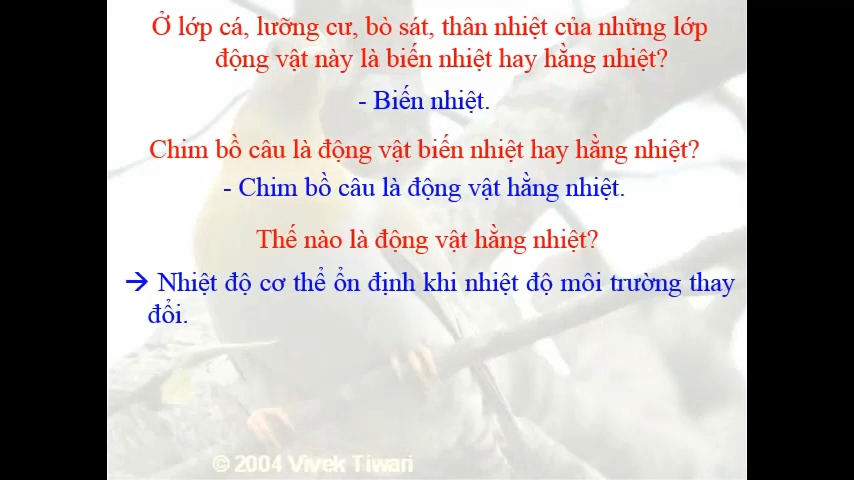 Ở lớp cá, lưỡng cư, bò sát, thân nhiệt của những lớp
động vật này là biến nhiệt hay hằng nhiệt?
- Biến nhiệt.
Chim bồ câu là động vật biến nhiệt hay hằng nhiệt?
- Chim bồ câu là động vật hằng nhiệt.
Thế nào là động vật hằng nhiệt?
→ Nhiệt độ cơ thể ổn định khi nhiệt độ môi trường thay
đổi.
© 2004 Vivek Tiwari